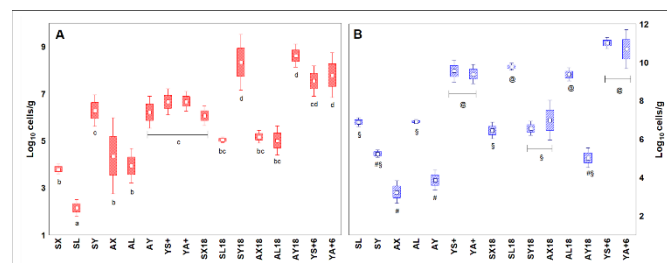 A
B
Log10 cells/g
9
7
5
3
1
12
10
8
6
4
2
Log10 cells/g
b
a
c
b
b
c
bc
d
bc
bc
d
cd
d
§
#§
#
§
#
@
§
@
§
@
#§
@
SX SL SY AX AL AY YS+ YA+ SX18 SL18 SY18 AX18 AL18 AY18 YS+6 YA+6
SL SY AX AL AY YS+ YA+ SX18 SL18 SY18 AX18 AL18 AY18 YS+6 YA+6